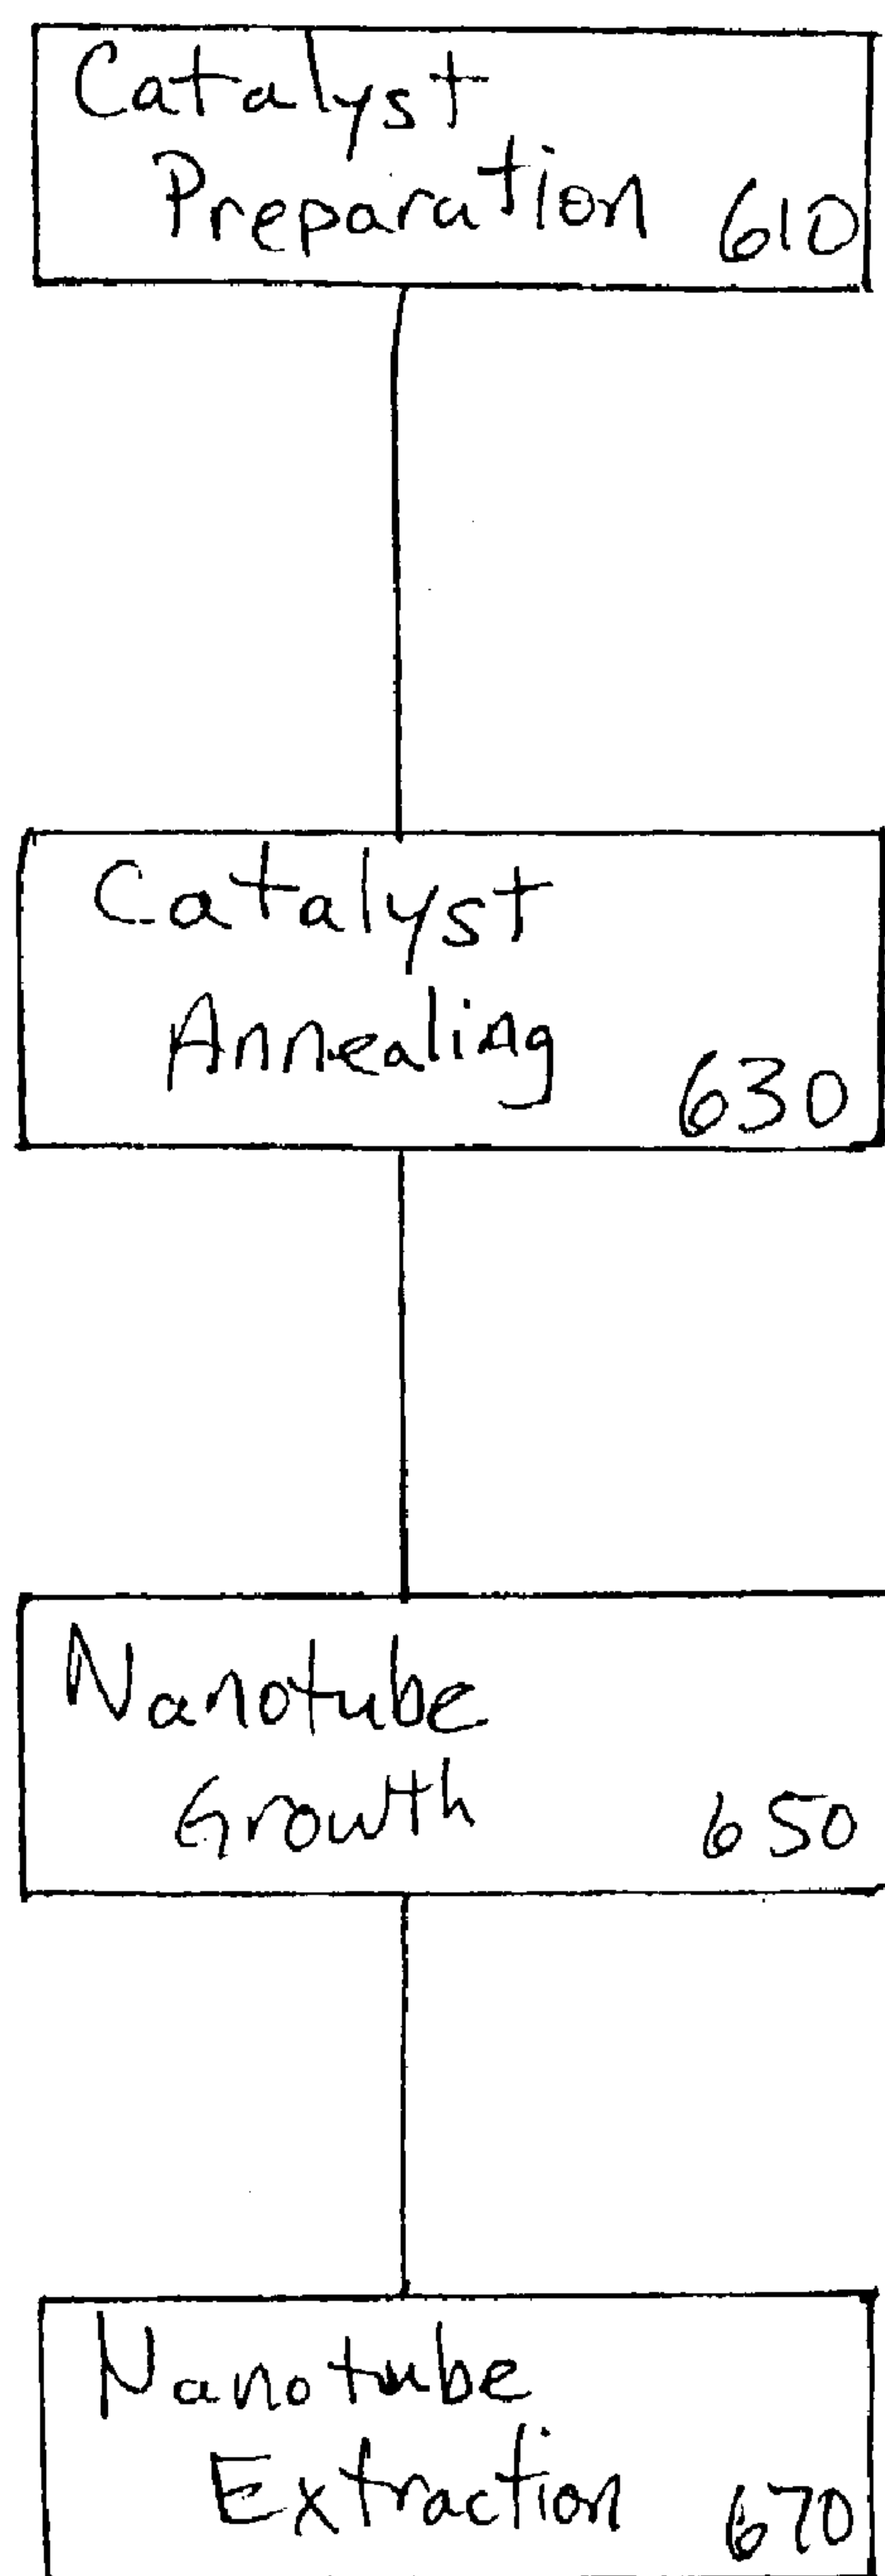 Catalyst
Preparation 610
Catalyst
Annealing
630
Nanotube
Growth 650
Nanotube
Extraction 670